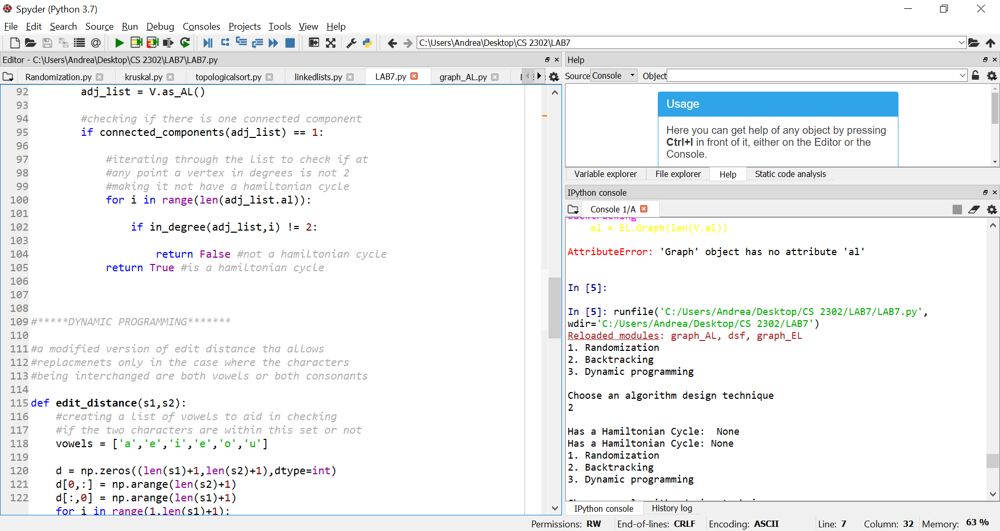 Spyder (Python 3.7)
File Edit Search Source Run Debug Consoles Projects Tools View Help
C:\Users\Andrea\Desktop\CS 2302\LAB7
Editor - C:\Users\Andrea\Desktop\CS 2302\LAB7\LAB7.py
Randomization.py kruskal.py topologicalsort.py linkedlists.py LAB7.py graph_AL.py
92 adj_list = V.as_AL()
93
94 #checking if there is one connected component
95 if connected_components(adj_list) == 1:
96
97 #iterating through the list to check if at
98 #any point a vertex in degrees is not 2
99 #making it not have a hamiltonian cycle
100 for i in range(len(adj_list.al)):
101
102 if in_degree(adj_list,i) != 2:
103
104 return False #not a hamiltonian cycle
105 return True #is a hamiltonian cycle
106
107
108
109 #*****DYNAMIC PROGRAMMING*******
110
111 #a modified version of edit distance tha allows
112 #replacmenets only in the case where the characters
113 #being interchanged are both vowels or both consonants
114
115 def edit_distance(s1,s2):
116 #creating a list of vowels to aid in checking
117 #if the two characters are within this set or not
118 vowels = ['a','e','i','e','o','u']
119
120 d = np.zeros((len(s1)+1,len(s2)+1),dtype=int)
121 d[0,:] = np.arange(len(s2)+1)
122 d[:,0] = np.arange(len(s1)+1)
for i in range(1,len(s1)+1):
Help
Source Console Object
Usage
Here you can get help of any object by pressing
Ctrl+I in front of it, either on the Editor or the
Console.
Variable explorer File explorer Help Static code analysis
IPython console
Console 1/A
backtracking
el = EL.Graph(len(V.al))
AttributeError: 'Graph' object has no attribute 'al'
In [5]:
In [5]: runfile('C:/Users/Andrea/Desktop/CS 2302/LAB7/LAB7.py',
wdir='C:/Users/Andrea/Desktop/CS 2302/LAB7')
Reloaded modules: graph_AL, dsf, graph_EL
1. Randomization
2. Backtracking
3. Dynamic programming
Choose an algorithm design technique
2
Has a Hamiltonian Cycle:  None
Has a Hamiltonian Cycle: None
1. Randomization
2. Backtracking
3. Dynamic programming
IPython console History log
Permissions: RW End-of-lines: CRLF Encoding: ASCII Line: 7 Column: 32 Memory: 63 %